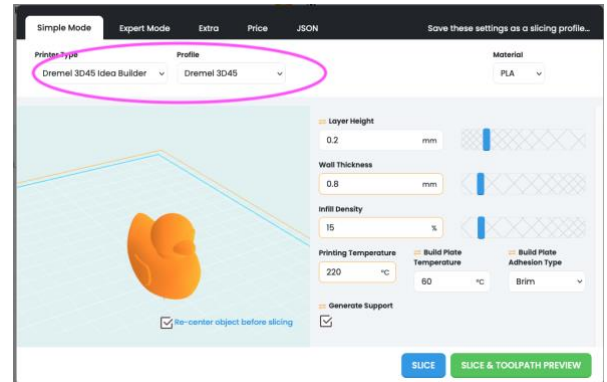 Simple Mode Expert Mode Extra Price JSON Save these settings as a slicing profile...
Printer Type Profile Material
Dremel 3D45 Idea Builder Dremel 3D45 PLA
Layer Height
0.2 mm
Wall Thickness
0.8 mm
Infill Density
15 %
Printing Temperature Build Plate Temperature Build Plate Adhesion Type
220 °C 60 °C Brim
Generate Support
Re-center object before slicing
SLICE SLICE & TOOLPATH PREVIEW